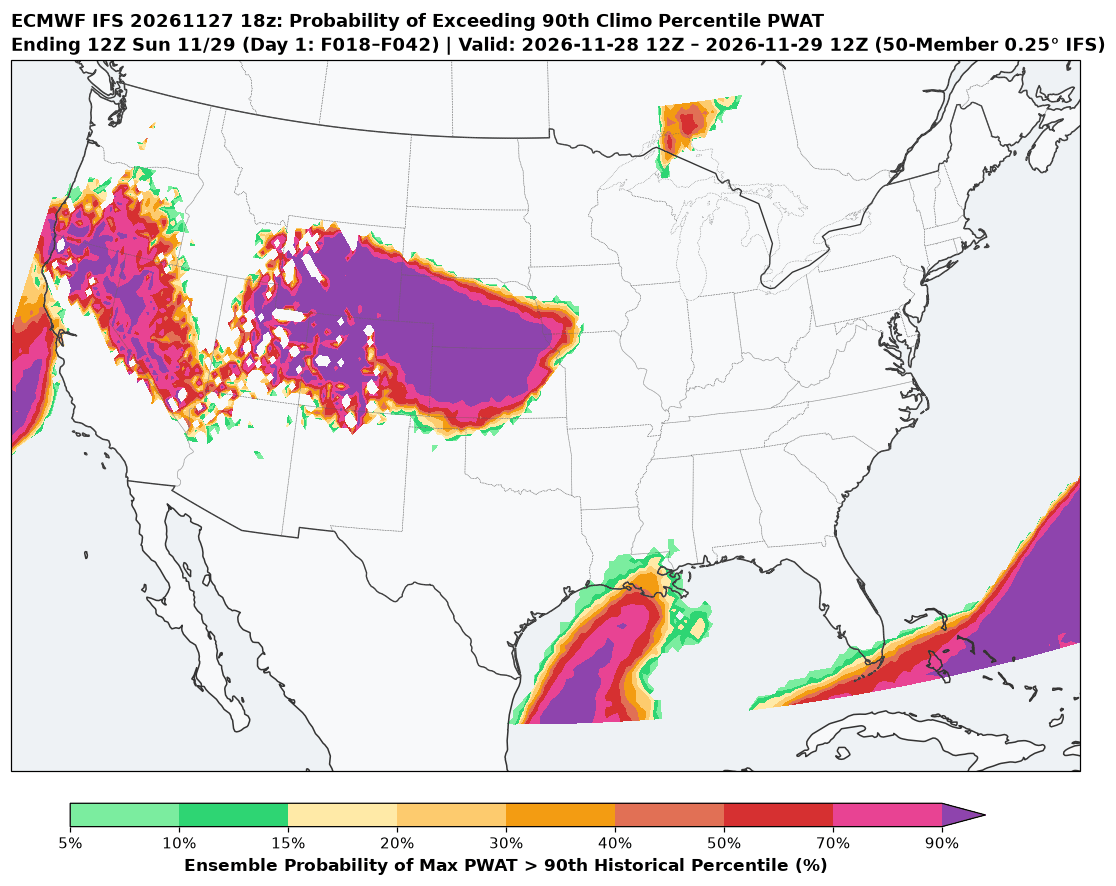 ECMWF IFS 20261127 18z: Probability of Exceeding 90th Climo Percentile PWAT
Ending 12Z Sun 11/29 (Day 1: F018–F042) | Valid: 2026-11-28 12Z – 2026-11-29 12Z (50-Member 0.25° IFS)
5% 10% 15% 20% 30% 40% 50% 70% 90%
Ensemble Probability of Max PWAT > 90th Historical Percentile (%)